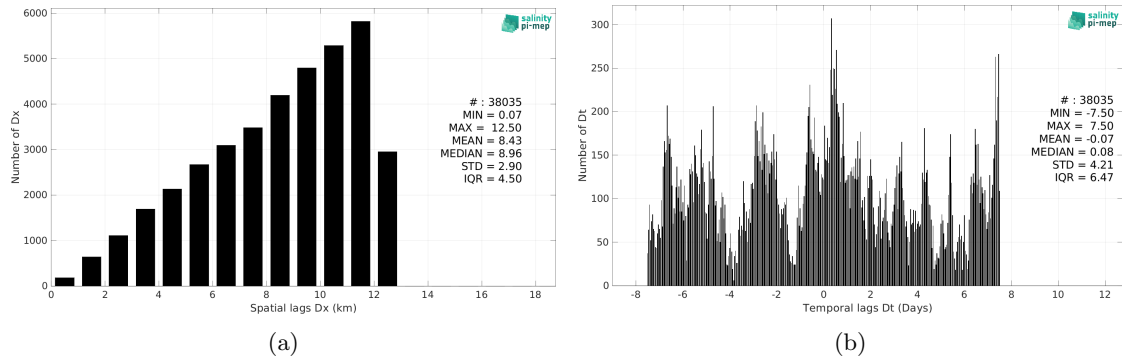 6000
5000
4000
3000
2000
1000
0
Number of Dx
0 2 4 6 8 10 12 14 16 18
Spatial lags Dx (km)
salinity
pi-mep
# : 38035
MIN = 0.07
MAX = 12.50
MEAN = 8.43
MEDIAN = 8.96
STD = 2.90
IQR = 4.50
(a)
300
250
200
150
100
50
0
Number of Dt
-8 -6 -4 -2 0 2 4 6 8 10 12
Temporal lags Dt (Days)
salinity
pi-mep
# : 38035
MIN = -7.50
MAX = 7.50
MEAN = -0.07
MEDIAN = 0.08
STD = 4.21
IQR = 6.47
(b)